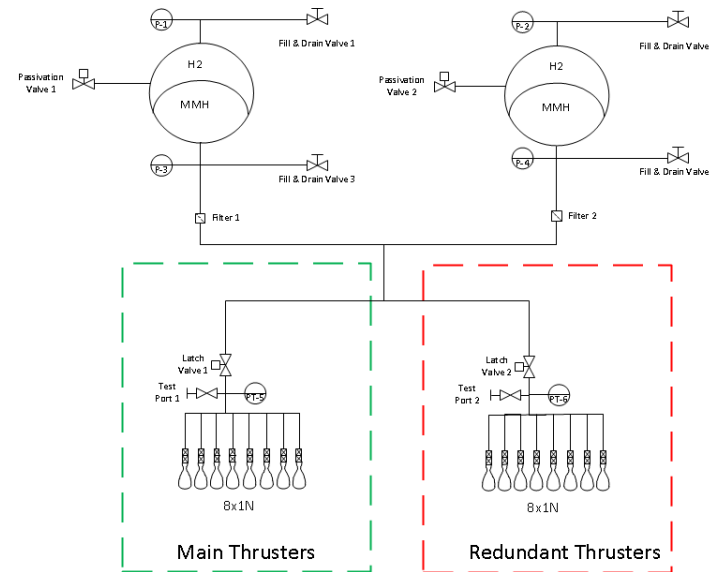 P-1
Fill & Drain Valve 1
P-2
Fill & Drain Valve
H2
MMH
Passivation
Valve 1
H2
MMH
Passivation
Valve 2
P-3
Fill & Drain Valve 3
P-4
Fill & Drain Valve
Filter 1
Filter 2
Latch
Valve 1
Test
Port 1
PT-5
8x1N
Main Thrusters
Latch
Valve 2
Test
Port 2
PT-6
8x1N
Redundant Thrusters